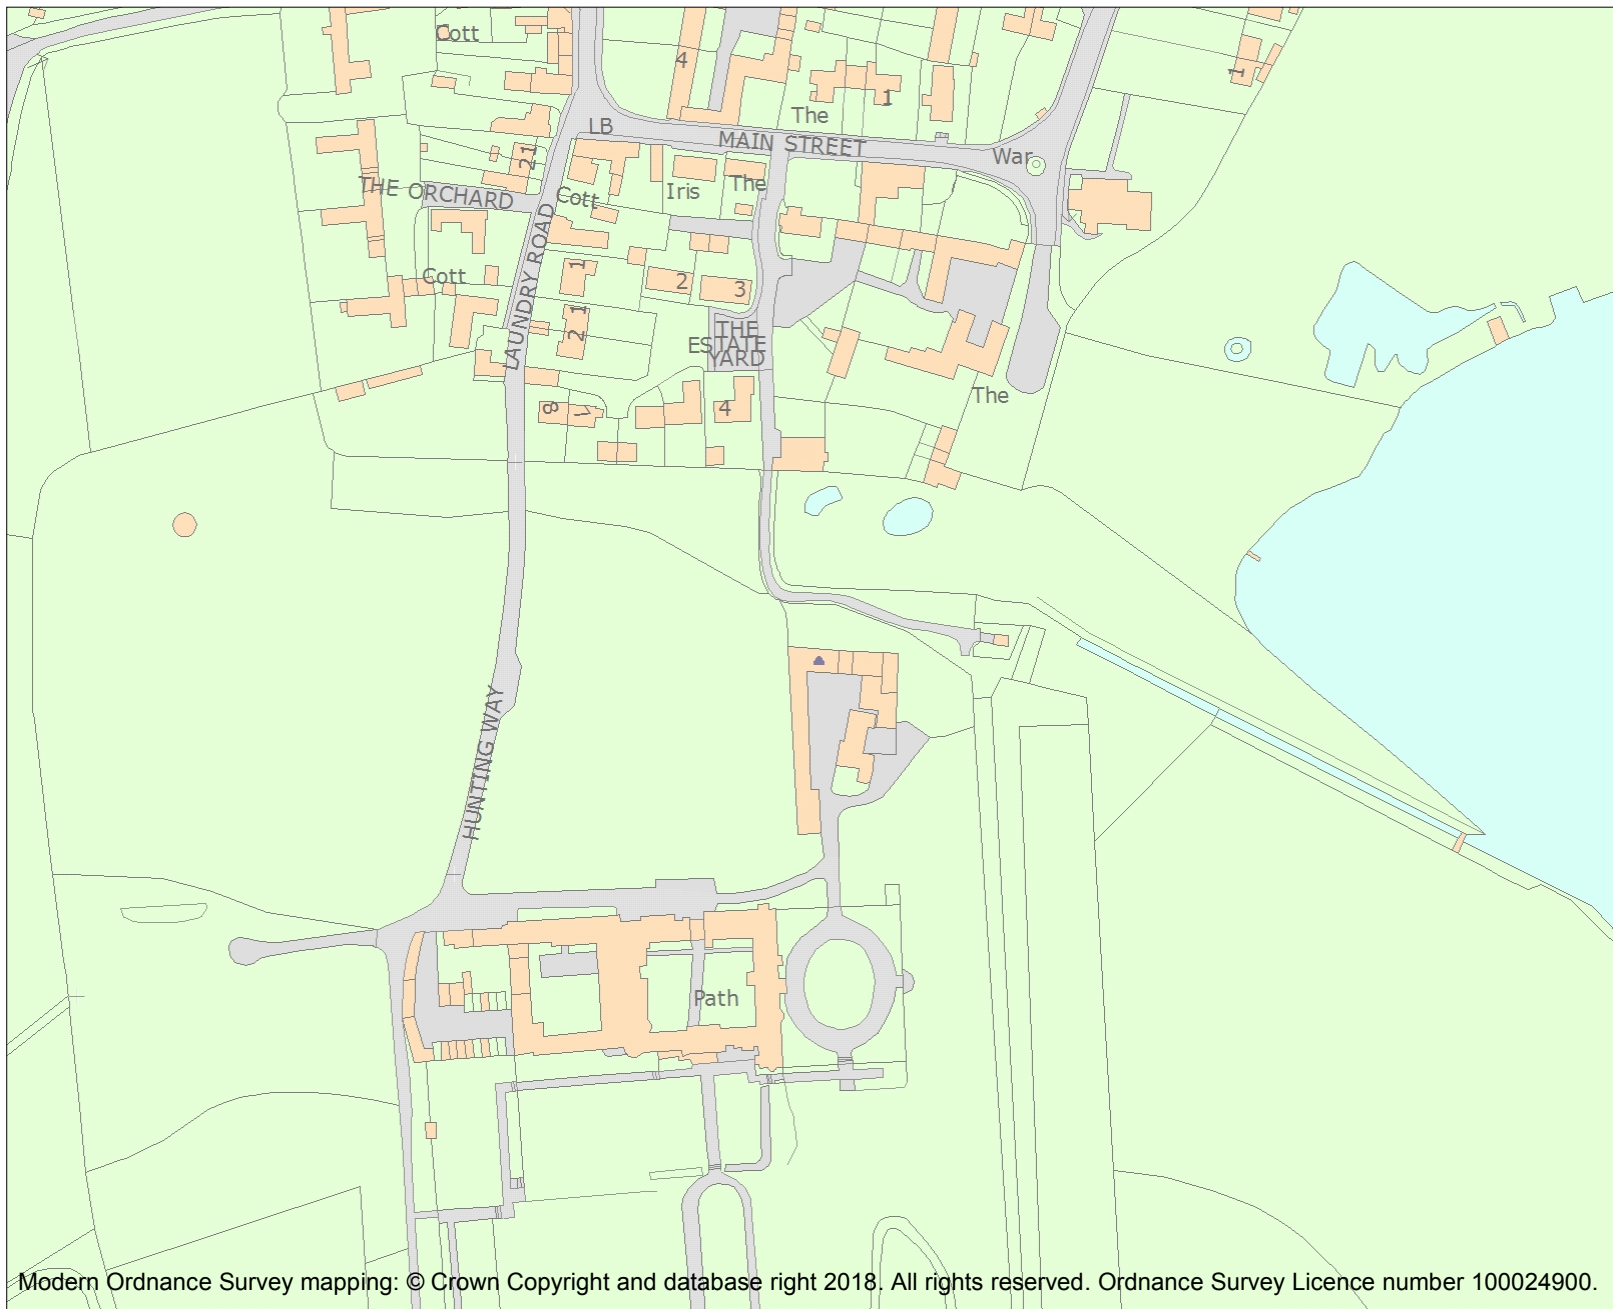 Cott
4
1
The
1
LB
MAIN STREET
War
21
THE ORCHARD
Cott
Iris
The
LAUNDRY ROAD
Cott
1
2
3
1
2
THE
ESTATE
YARD
The
8
7
4
HUNTING WAY
Path
Modern Ordnance Survey mapping: © Crown Copyright and database right 2018. All rights reserved. Ordnance Survey Licence number 100024900.